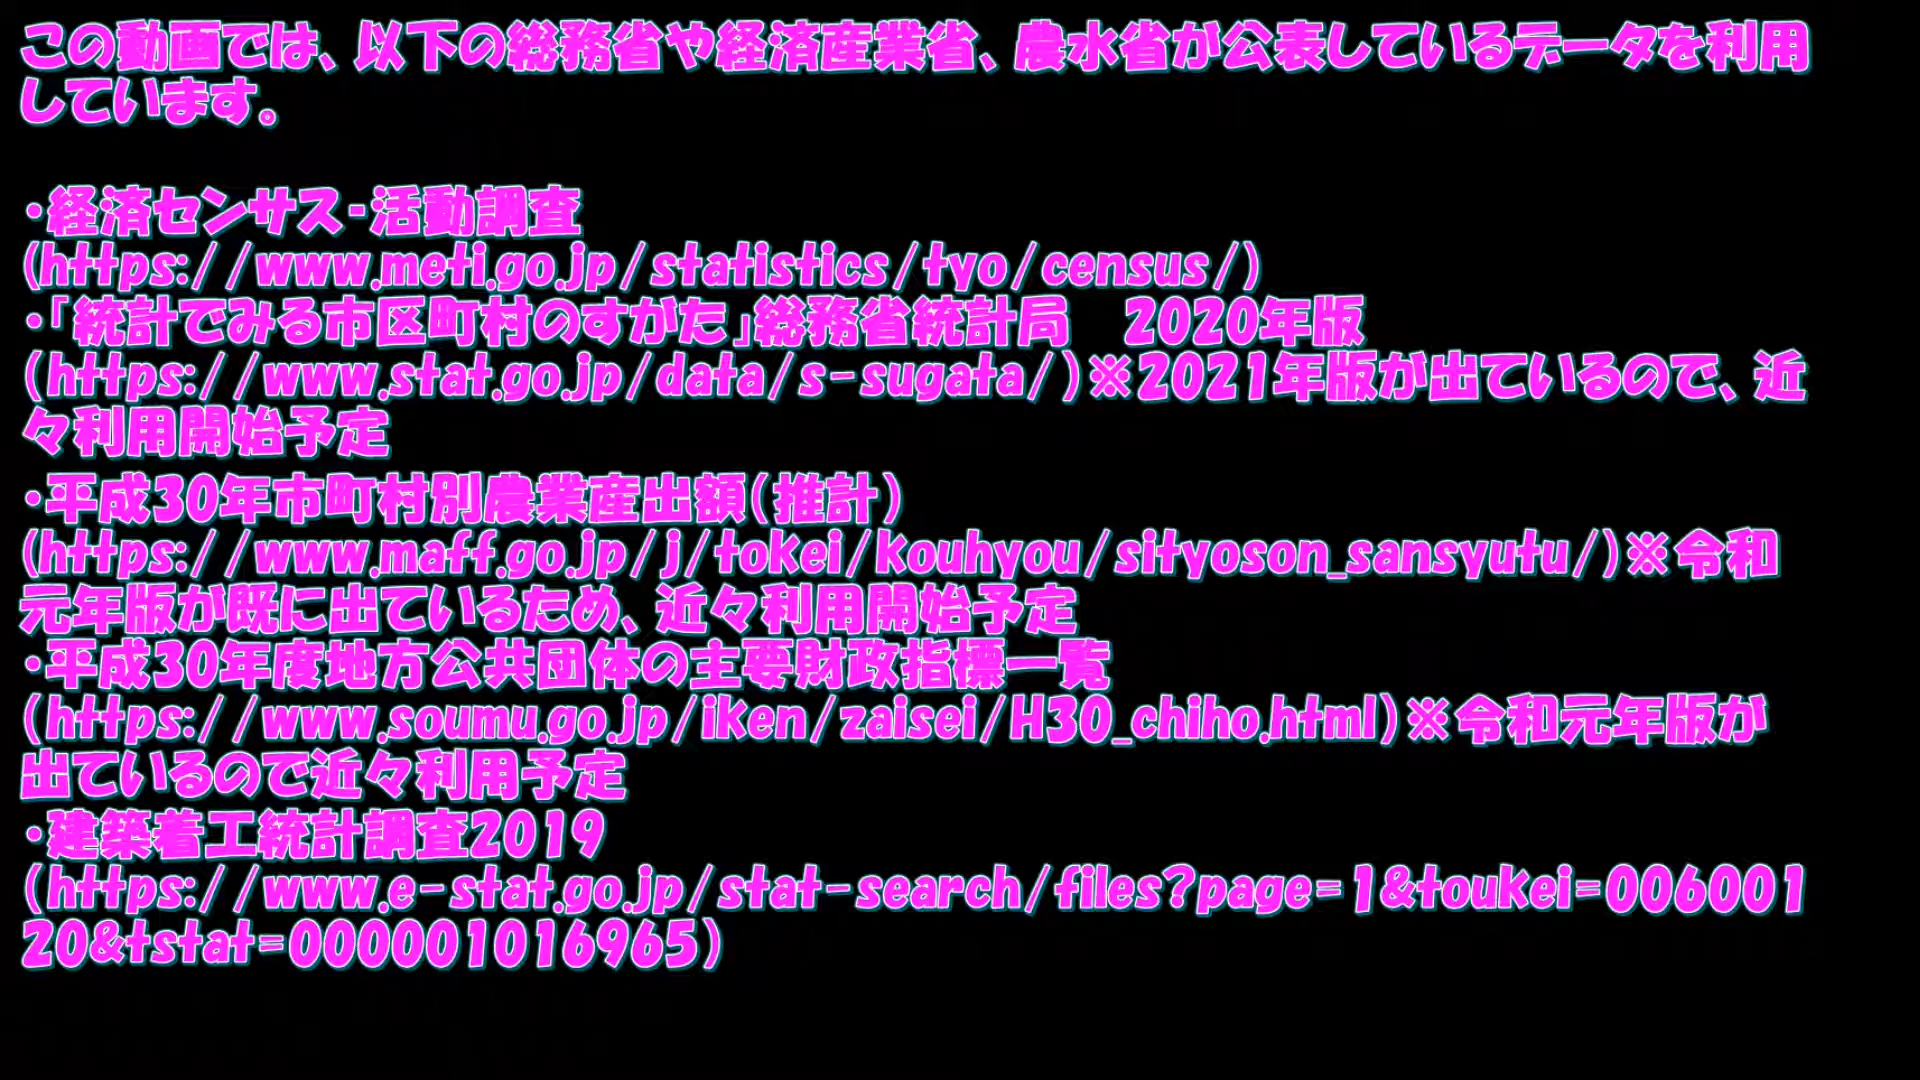 この動画では、以下の総務省や経済産業省、農水省が公表しているデータを利用
しています。
・経済センサス‐活動調査
(https://www.meti.go.jp/statistics/tyo/census/)
・「統計でみる市区町村のすがた」総務省統計局　2020年版
(https://www.stat.go.jp/data/s-sugata/)※2021年版が出ているので、近
々利用開始予定
・平成30年市町村別農業産出額(推計)
(https://www.maff.go.jp/j/tokei/kouhyou/sityoson_sansyutu/)※令和
元年版が既に出ているため、近々利用開始予定
・平成30年度地方公共団体の主要財政指標一覧
(https://www.soumu.go.jp/iken/zaisei/H30_chiho.html)※令和元年版が
出ているので近々利用予定
・建築着工統計調査2019
(https://www.e-stat.go.jp/stat-search/files?page=1&toukei=006001
20&tstat=000001016965)